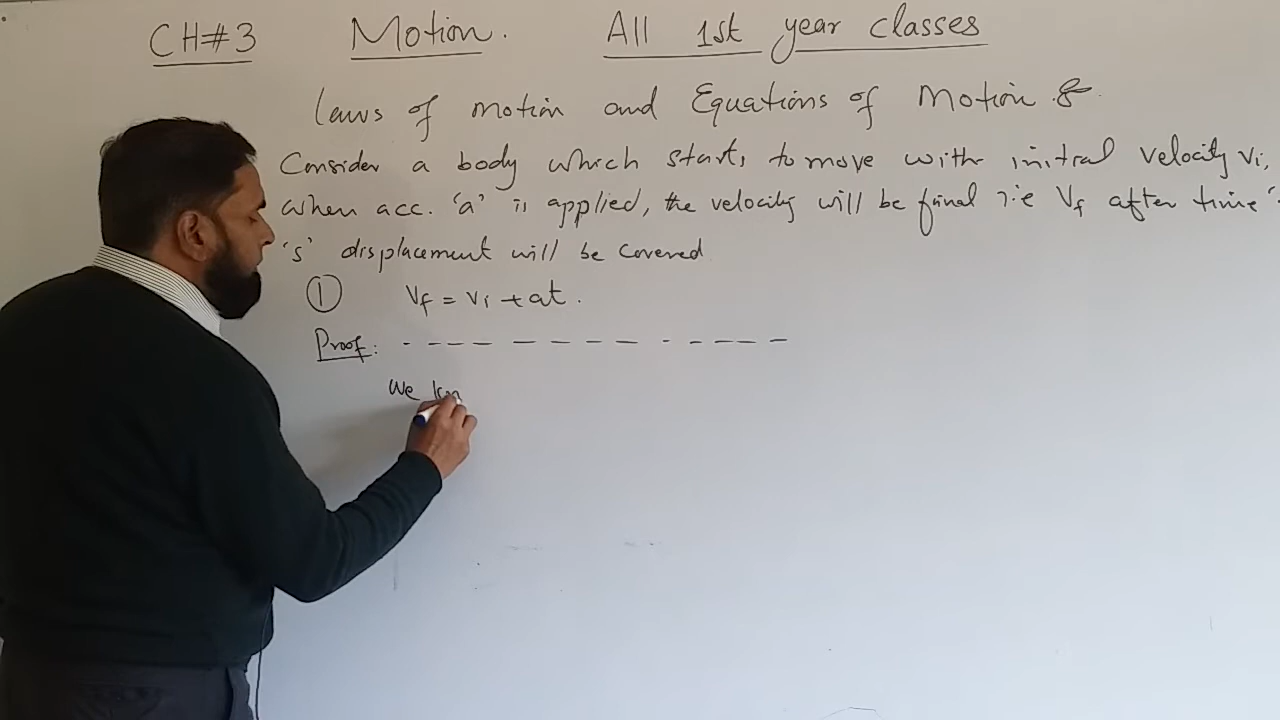 CH#3 Motion. All 1st year classes
Laws of motion and Equations of Motion :-
Consider a body which starts to move with initial velocity vi,
when acc. 'a' is applied, the velocity will be final i.e Vf after time '
's' displacement will be covered
① Vf = vi + at.
Proof: - - - - - - - - - - - - - -
We kn